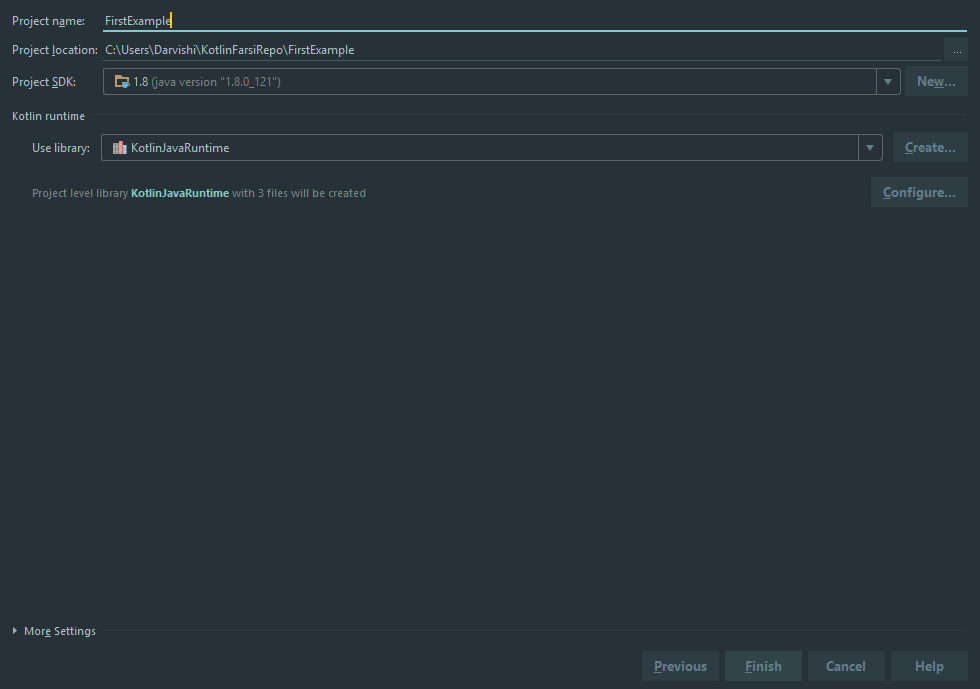 Project name: FirstExample
Project location: C:\Users\Darvishi\KotlinFarsiRepo\FirstExample ...
Project SDK: 1.8 (java version "1.8.0_121") New...
Kotlin runtime
Use library: KotlinJavaRuntime Create...
Project level library KotlinJavaRuntime with 3 files will be created Configure...
More Settings
Previous Finish Cancel Help